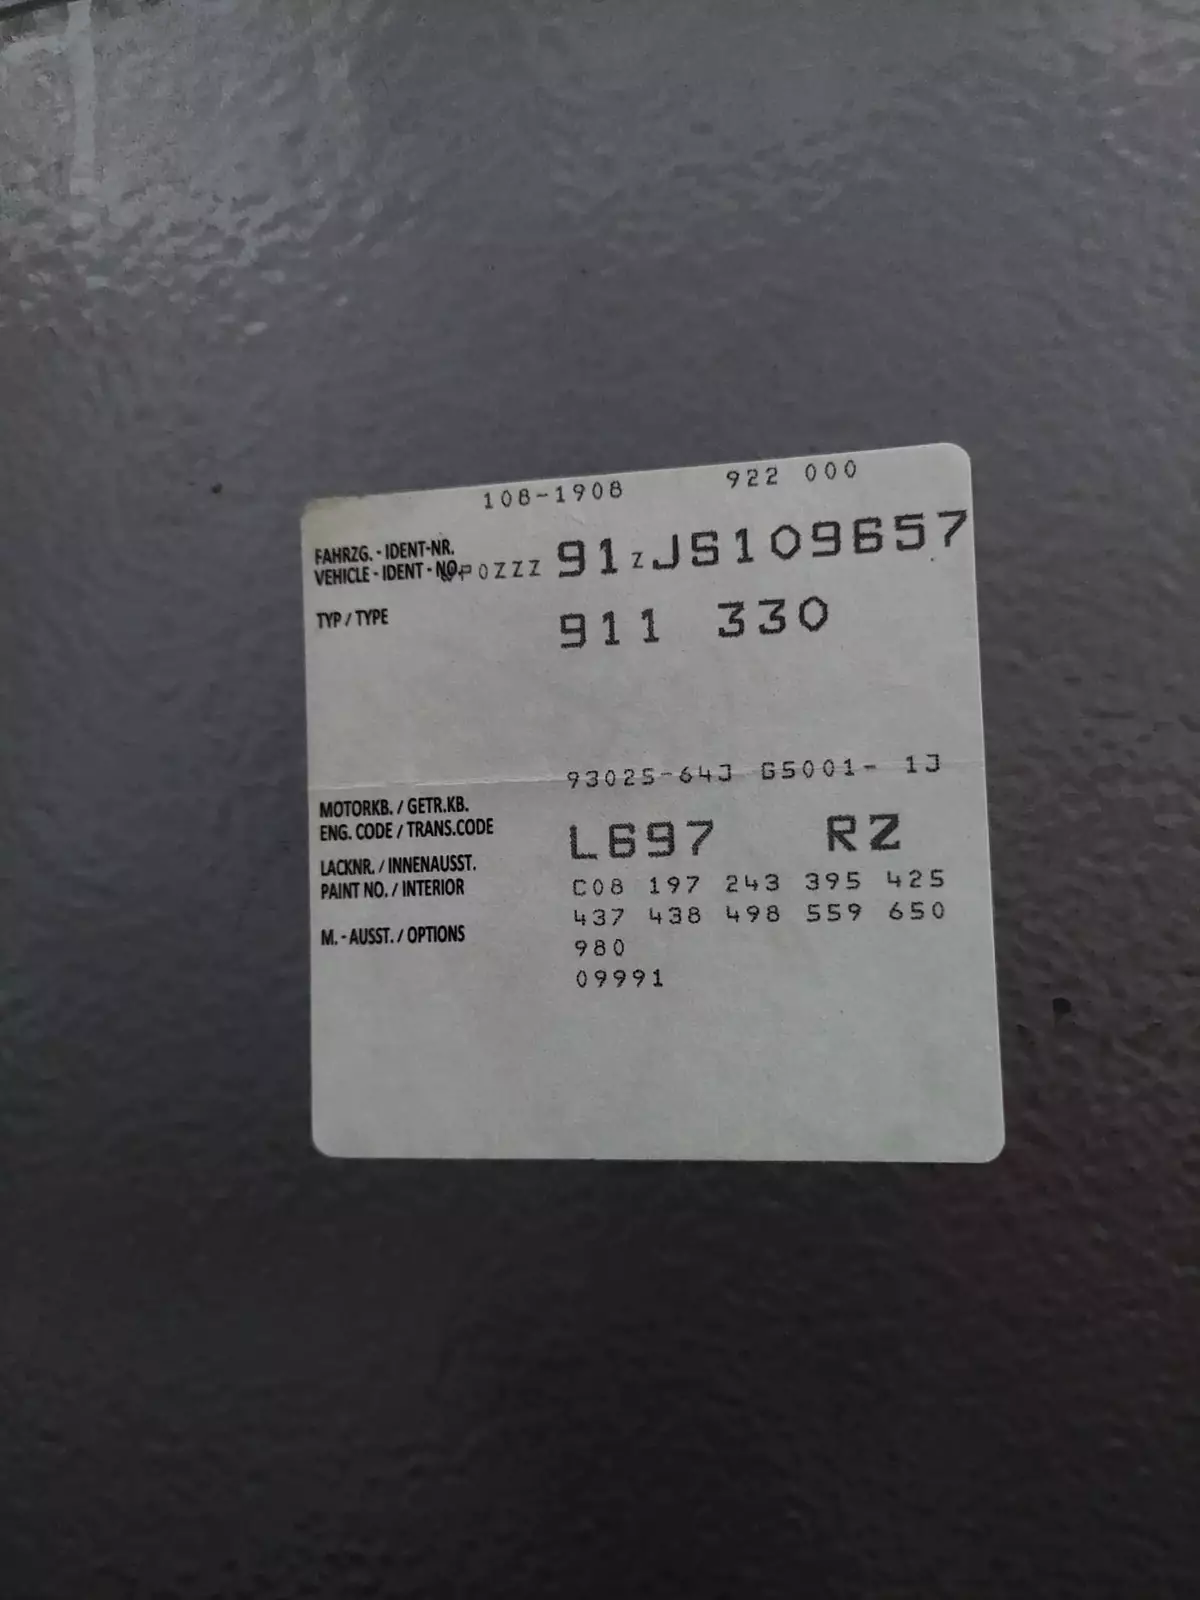 108-1908 922 000
FAHRZG. - IDENT-NR.
VEHICLE - IDENT - NO. POZZZ 91ZJS109657
TYP / TYPE 911 330
93025-64J G5001- 1J
MOTORKB. / GETR.KB.
ENG. CODE / TRANS.CODE
L697 RZ
LACKNR. / INNENAUSST.
PAINT NO. / INTERIOR
C08 197 243 395 425
437 438 498 559 650
M. - AUSST. / OPTIONS
980
09991